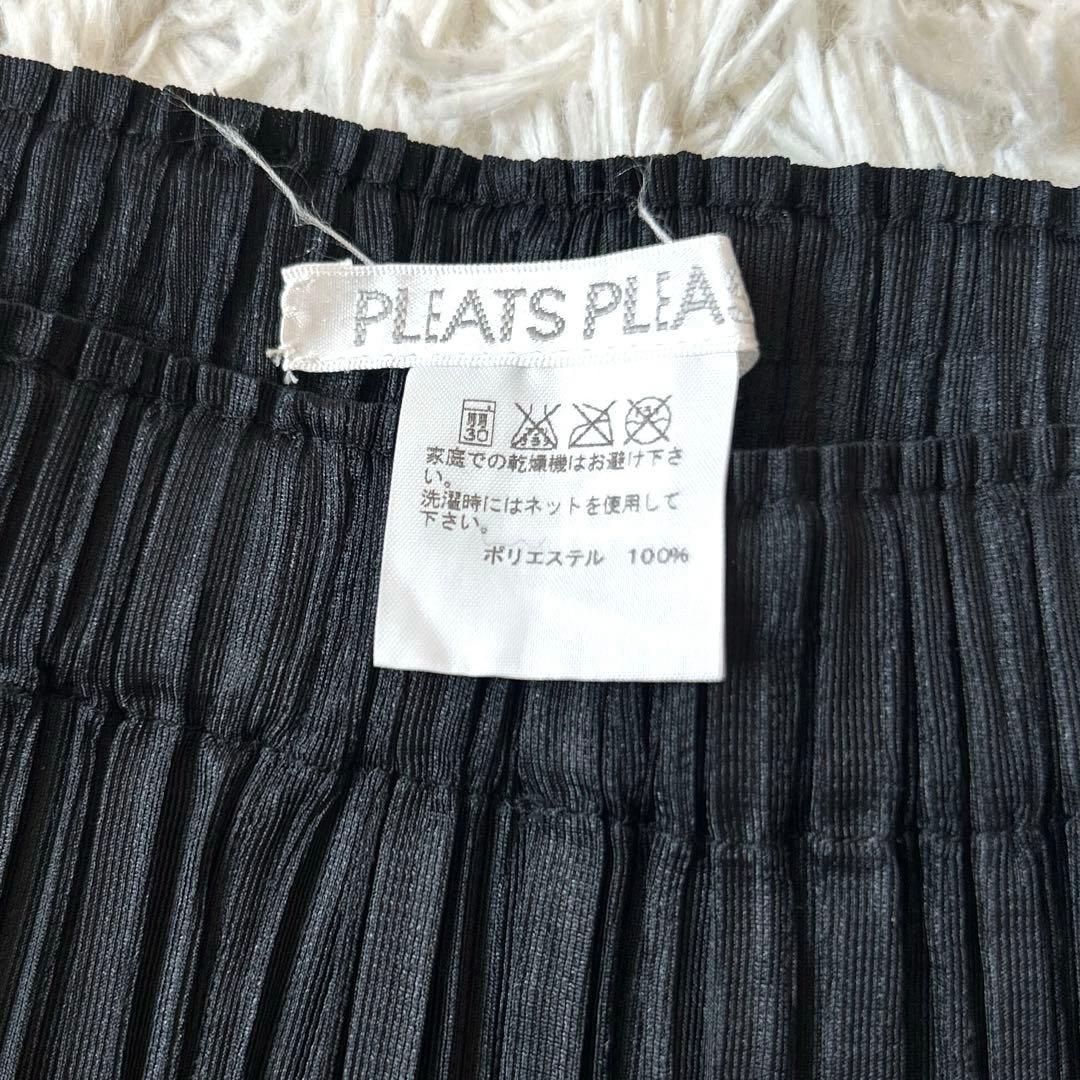 PLEATS PLEAS
30
家庭での乾燥機はお避け下さ
い。
洗濯時にはネットを使用して
下さい。
ポリエステル 100%